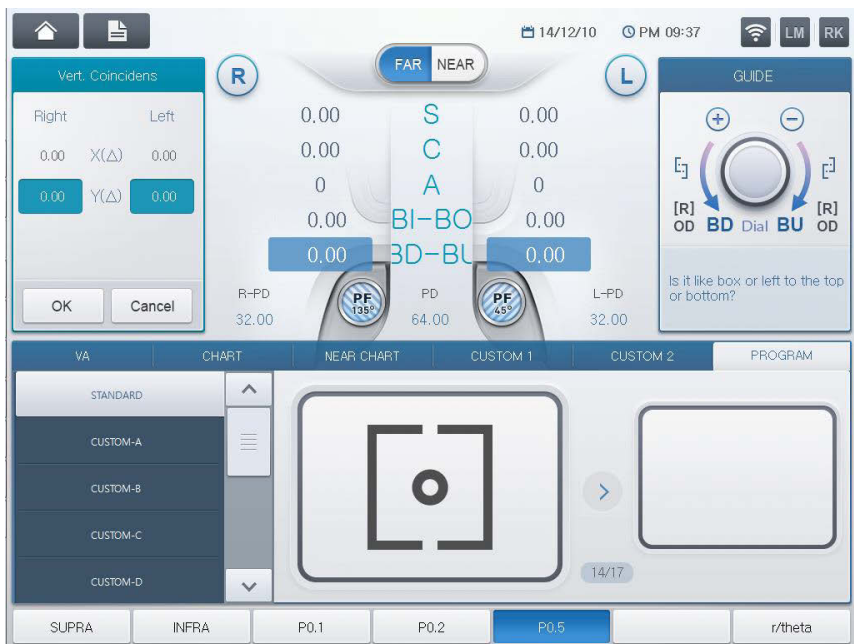 14/12/10 PM 09:37 LM RK
Vert. Coincidens
R
FAR NEAR
L
GUIDE
Right Left
0.00 X(△) 0.00
0.00 Y(△) 0.00
OK Cancel
0.00 S 0.00
0.00 C 0.00
0 A 0
0.00 BI-BO 0.00
0.00 BD-BU 0.00
R-PD PF 135° PD PF 45° L-PD
32.00 64.00 32.00
[R] [R]
OD BD Dial BU OD
Is it like box or left to the top
or bottom?
VA CHART NEAR CHART CUSTOM 1 CUSTOM 2 PROGRAM
STANDARD
CUSTOM-A
CUSTOM-B
CUSTOM-C
CUSTOM-D
14/17
SUPRA INFRA P0.1 P0.2 P0.5 r/theta